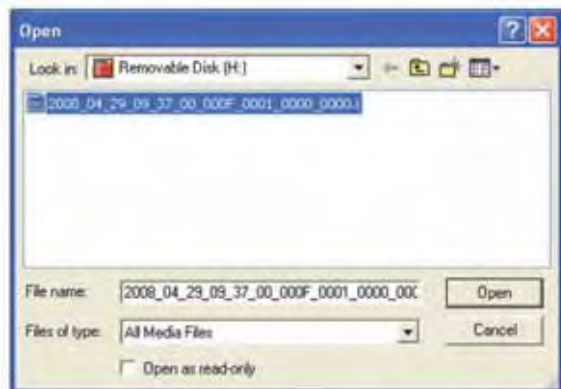 Open
Look in: Removable Disk (H:)
2008_04_29_09_37_00_000F_0001_0000_0000.i
File name: 2008_04_29_09_37_00_000F_0001_0000_00C Open
Files of type: All Media Files Cancel
Open as read-only